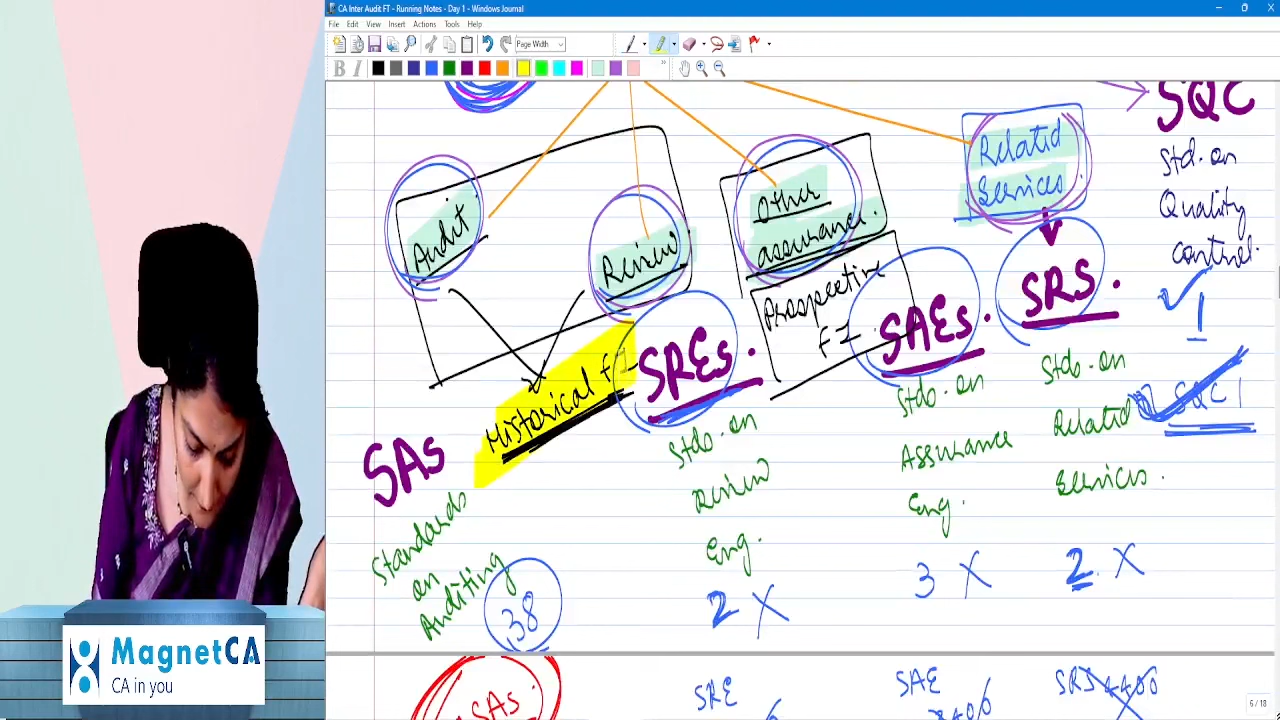 CA Inter Audit FT - Running Notes - Day 1 - Windows Journal
File Edit View Insert Actions Tools Help
Page Width
B I
SQC
Std. on
Quality
Control.
1
SQC 1
Related
Services.
Other
assurance.
Audit
Review
Prospective
FI.
Historical FI
SAs
SREs.
SAEs.
SRS.
Standards
on
Auditing
38
Stds. on
Review
Eng.
2 X
Stds. on
Assurance
Eng.
3 X
Stds. on
Related
Services.
2 X
SAs.
SRE
SAE
SRS 4400
6 / 18
MagnetCA
CA in you